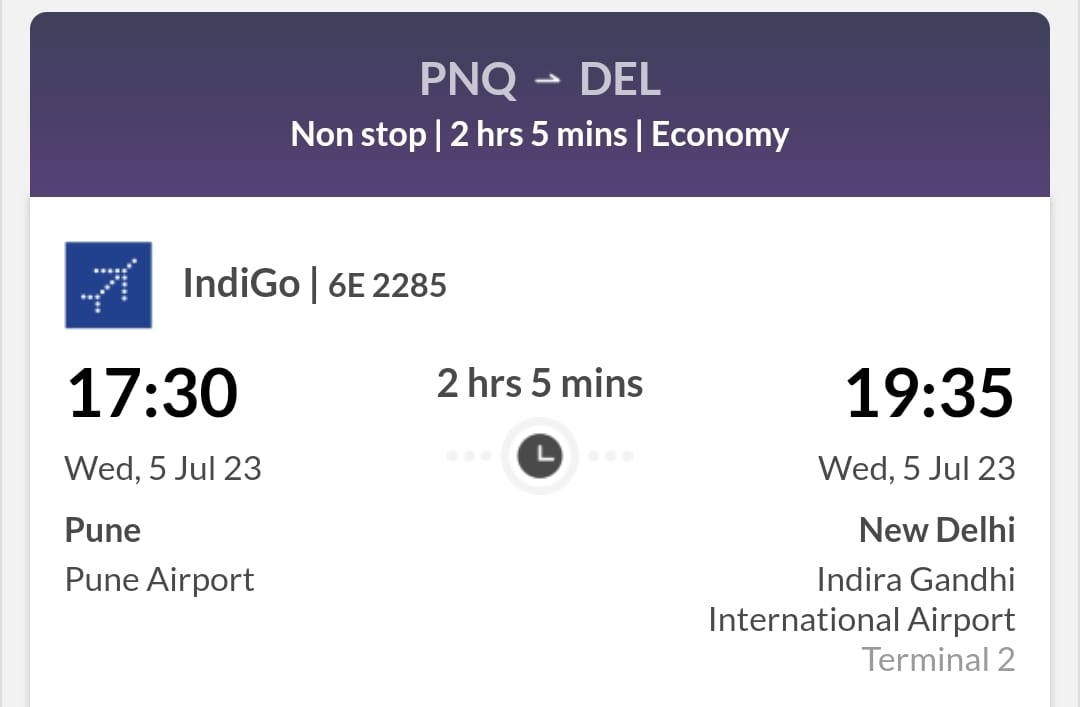 PNQ ⇀ DEL
Non stop | 2 hrs 5 mins | Economy
IndiGo | 6E 2285
17:30
2 hrs 5 mins
19:35
Wed, 5 Jul 23
Wed, 5 Jul 23
Pune
New Delhi
Pune Airport
Indira Gandhi
International Airport
Terminal 2